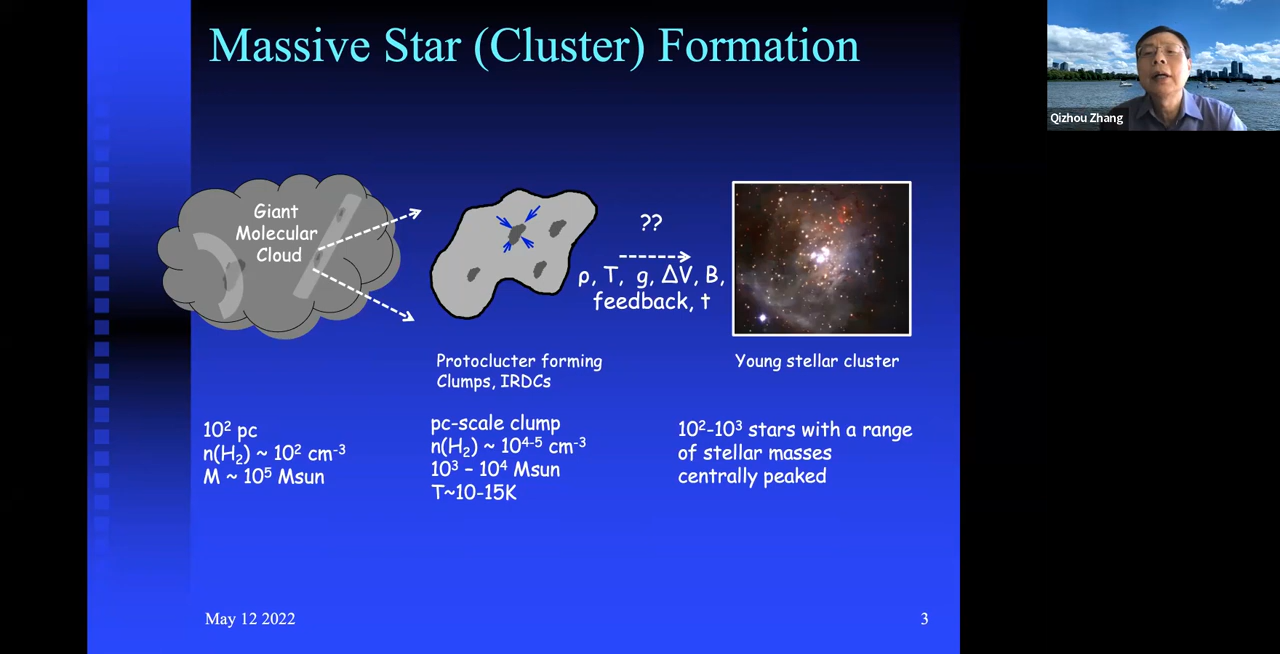 Massive Star (Cluster) Formation
Qizhou Zhang
Giant
Molecular
Cloud
??
ρ, T, g, ΔV, B,
feedback, t
Protoclucter forming
Clumps, IRDCs
Young stellar cluster
10² pc
n(H₂) ~ 10² cm⁻³
M ~ 10⁵ Msun
pc-scale clump
n(H₂) ~ 10⁴⁻⁵ cm⁻³
10³ – 10⁴ Msun
T~10-15K
10²-10³ stars with a range
of stellar masses
centrally peaked
May 12 2022
3